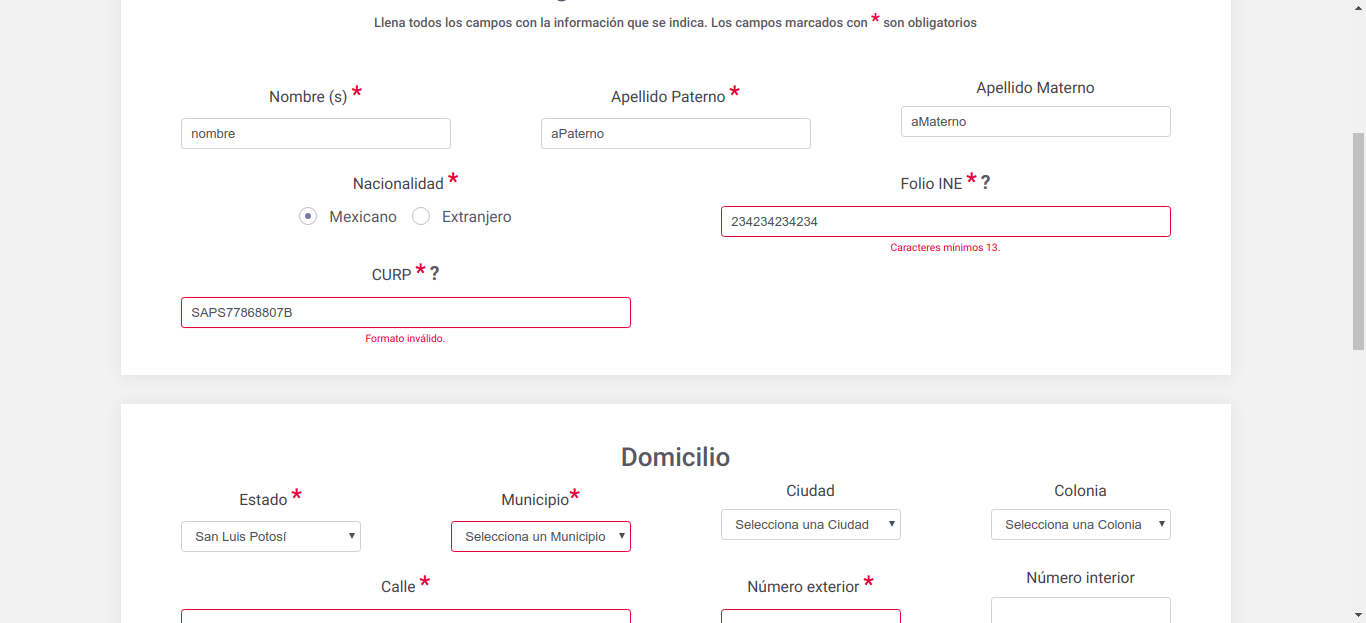 Llena todos los campos con la información que se indica. Los campos marcados con * son obligatorios
Nombre (s) *
Apellido Paterno *
Apellido Materno
nombre
aPaterno
aMaterno
Nacionalidad *
Folio INE * ?
Mexicano
Extranjero
234234234234
Caracteres mínimos 13.
CURP * ?
SAPS77868807B
Formato inválido.
Domicilio
Estado *
Municipio*
Ciudad
Colonia
San Luis Potosí
Selecciona un Municipio
Selecciona una Ciudad
Selecciona una Colonia
Calle *
Número exterior *
Número interior